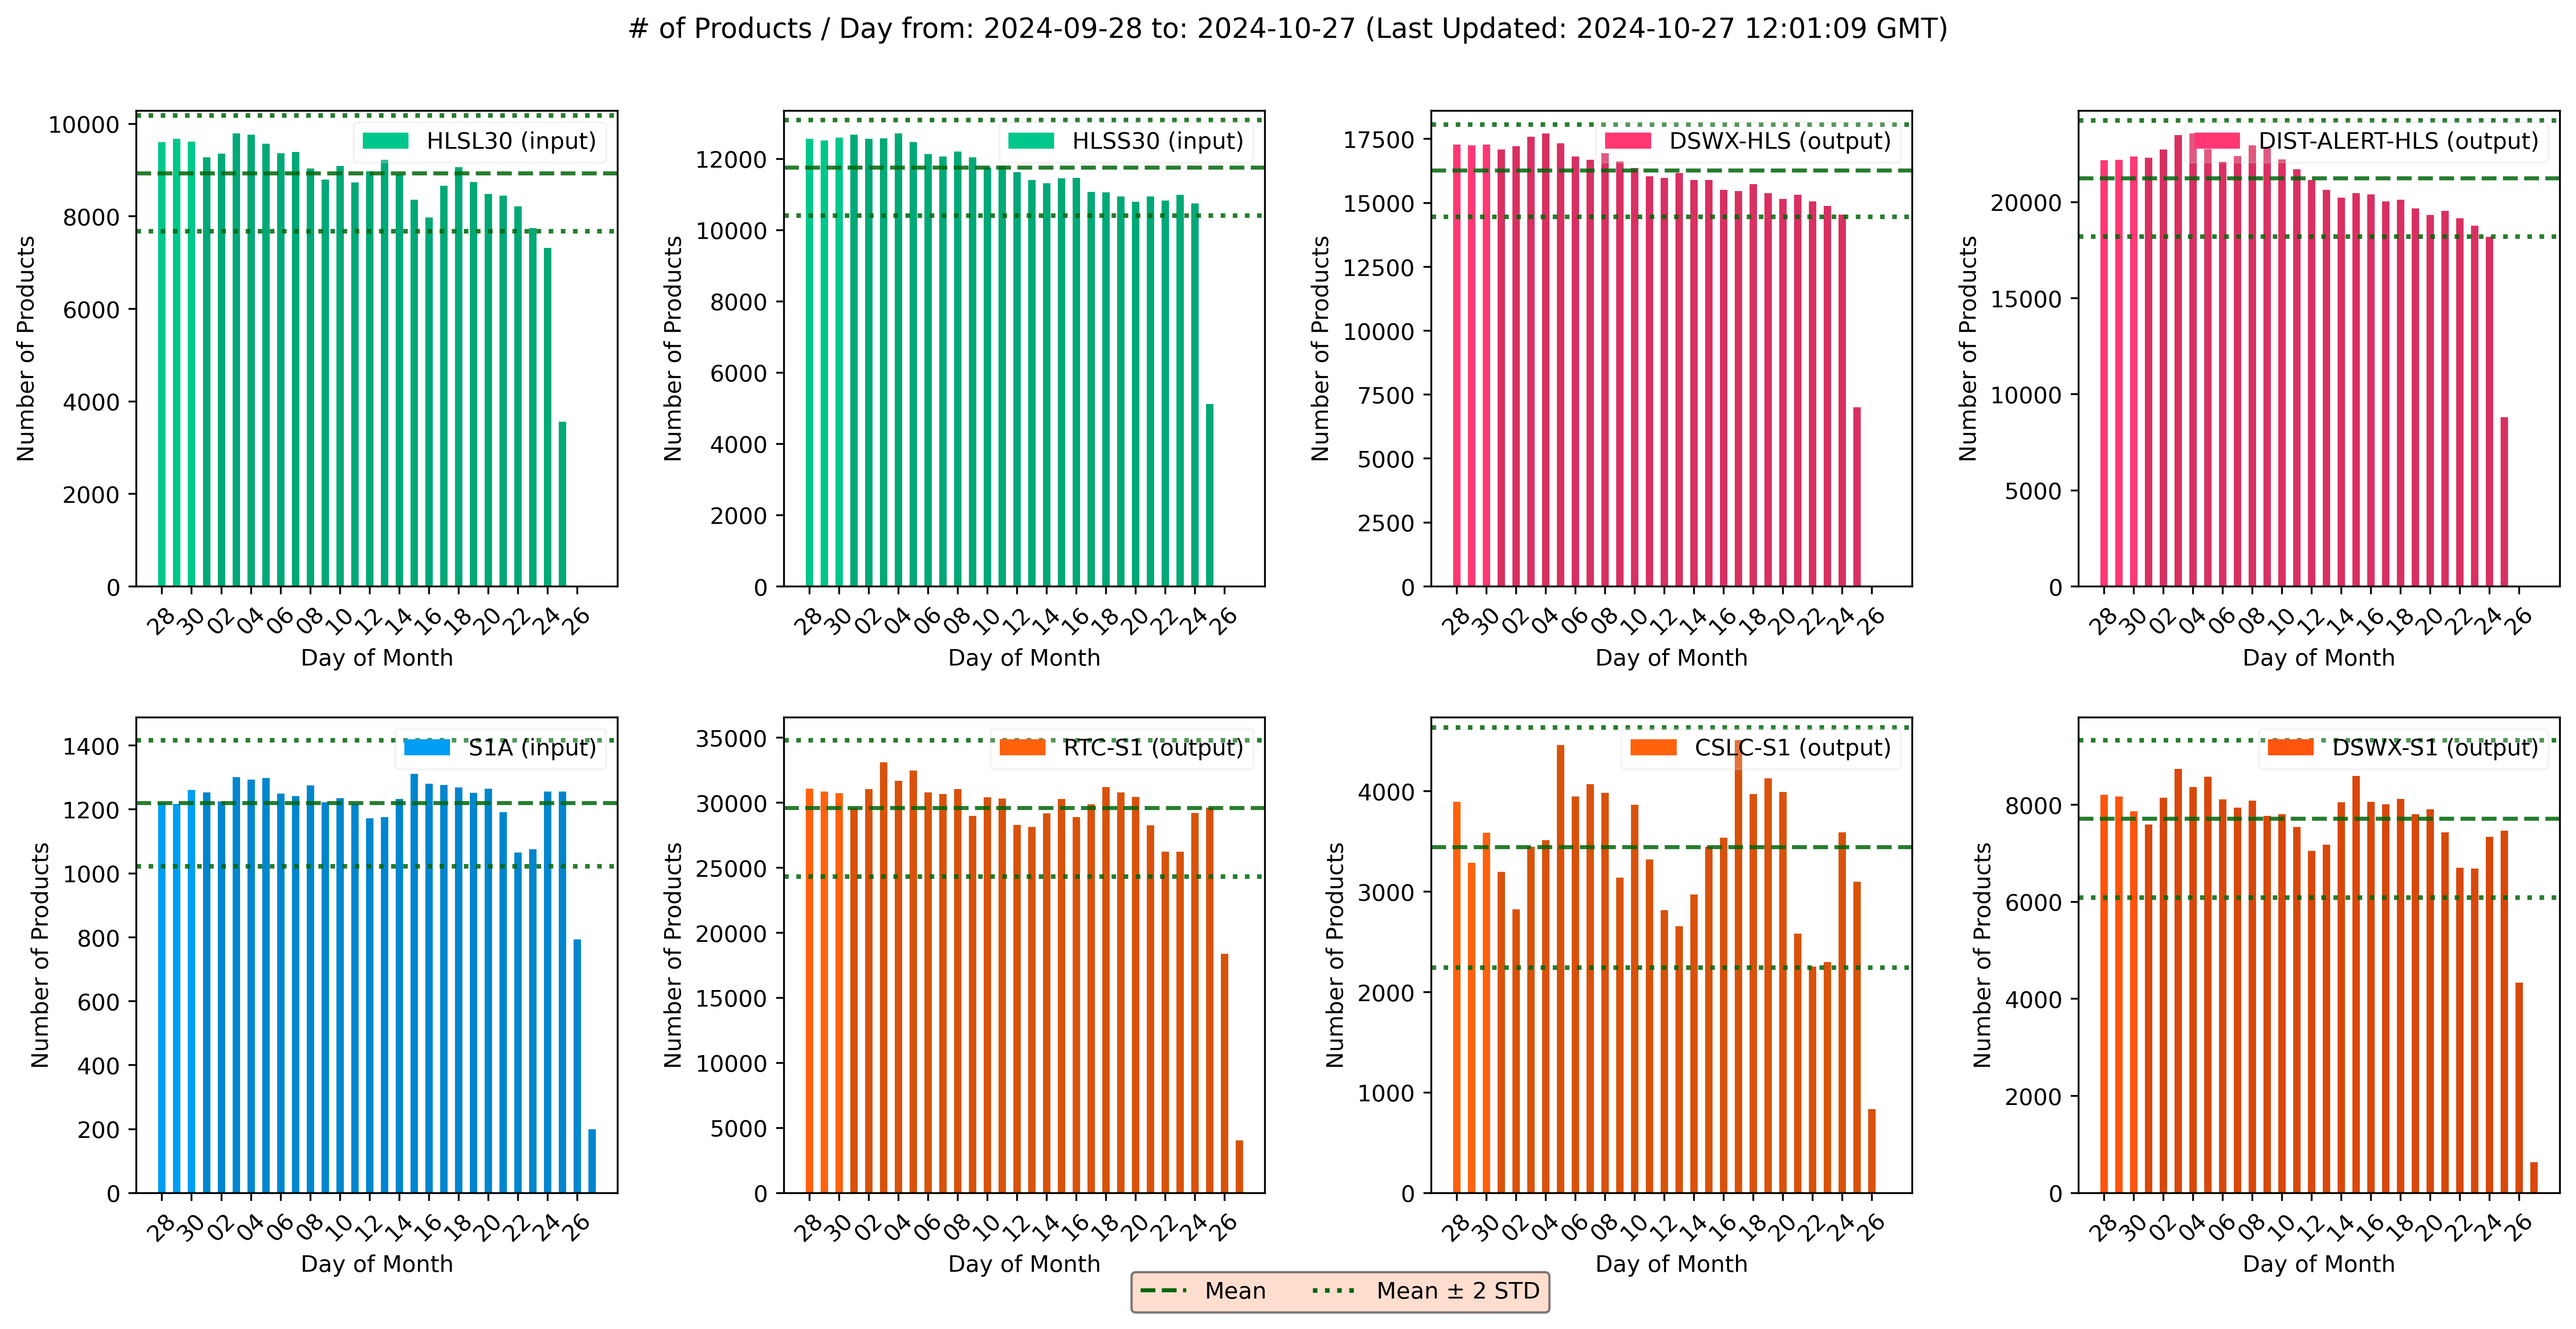 # of Products / Day from: 2024-09-28 to: 2024-10-27 (Last Updated: 2024-10-27 12:01:09 GMT)
HLSL30 (input)
Number of Products
10000
8000
6000
4000
2000
0
28 30 02 04 06 08 10 12 14 16 18 20 22 24 26
Day of Month
HLSS30 (input)
Number of Products
12000
10000
8000
6000
4000
2000
0
28 30 02 04 06 08 10 12 14 16 18 20 22 24 26
Day of Month
DSWX-HLS (output)
Number of Products
17500
15000
12500
10000
7500
5000
2500
0
28 30 02 04 06 08 10 12 14 16 18 20 22 24 26
Day of Month
DIST-ALERT-HLS (output)
Number of Products
20000
15000
10000
5000
0
28 30 02 04 06 08 10 12 14 16 18 20 22 24 26
Day of Month
S1A (input)
Number of Products
1400
1200
1000
800
600
400
200
0
28 30 02 04 06 08 10 12 14 16 18 20 22 24 26
Day of Month
RTC-S1 (output)
Number of Products
35000
30000
25000
20000
15000
10000
5000
0
28 30 02 04 06 08 10 12 14 16 18 20 22 24 26
Day of Month
CSLC-S1 (output)
Number of Products
4000
3000
2000
1000
0
28 30 02 04 06 08 10 12 14 16 18 20 22 24 26
Day of Month
DSWX-S1 (output)
Number of Products
8000
6000
4000
2000
0
28 30 02 04 06 08 10 12 14 16 18 20 22 24 26
Day of Month
Mean
Mean ± 2 STD